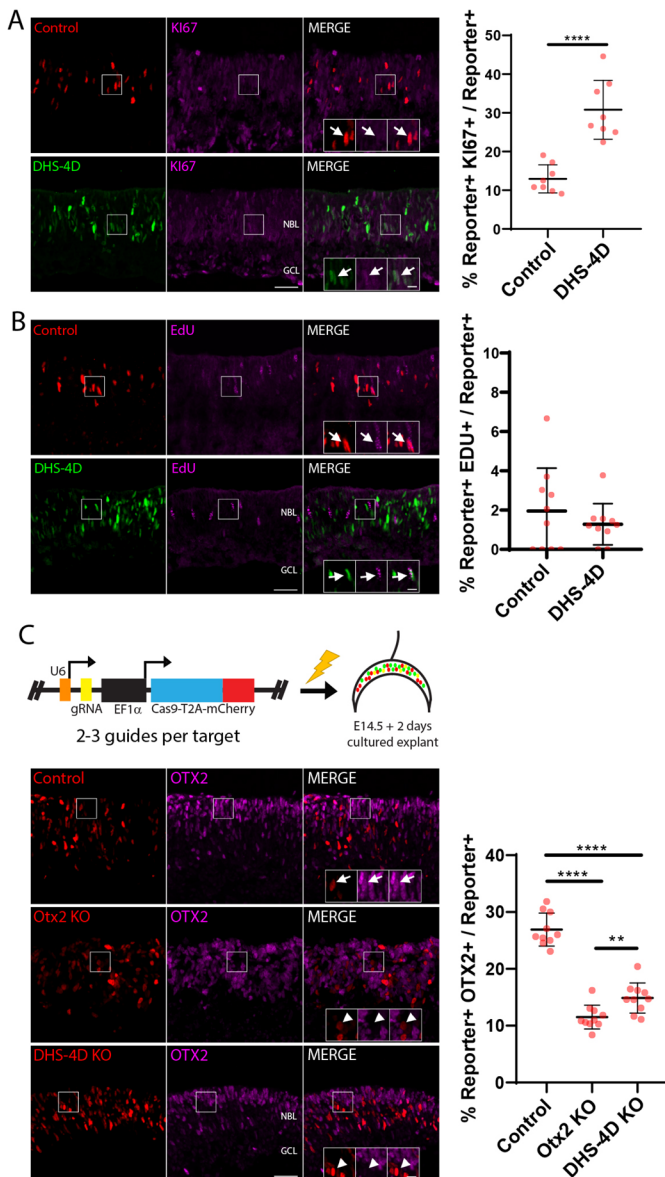 A
Control
KI67
MERGE
DHS-4D
KI67
MERGE
NBL
GCL
% Reporter+ KI67+ / Reporter+
50
40
30
20
10
0
****
Control
DHS-4D
B
Control
EdU
MERGE
DHS-4D
EdU
MERGE
NBL
GCL
% Reporter+ EDU+ / Reporter+
10
8
6
4
2
0
Control
DHS-4D
C
U6
gRNA
EF1α
Cas9-T2A-mCherry
2-3 guides per target
E14.5 + 2 days
cultured explant
Control
OTX2
MERGE
Otx2 KO
OTX2
MERGE
DHS-4D KO
OTX2
MERGE
NBL
GCL
% Reporter+ OTX2+ / Reporter+
40
30
20
10
0
****
****
**
Control
Otx2 KO
DHS-4D KO